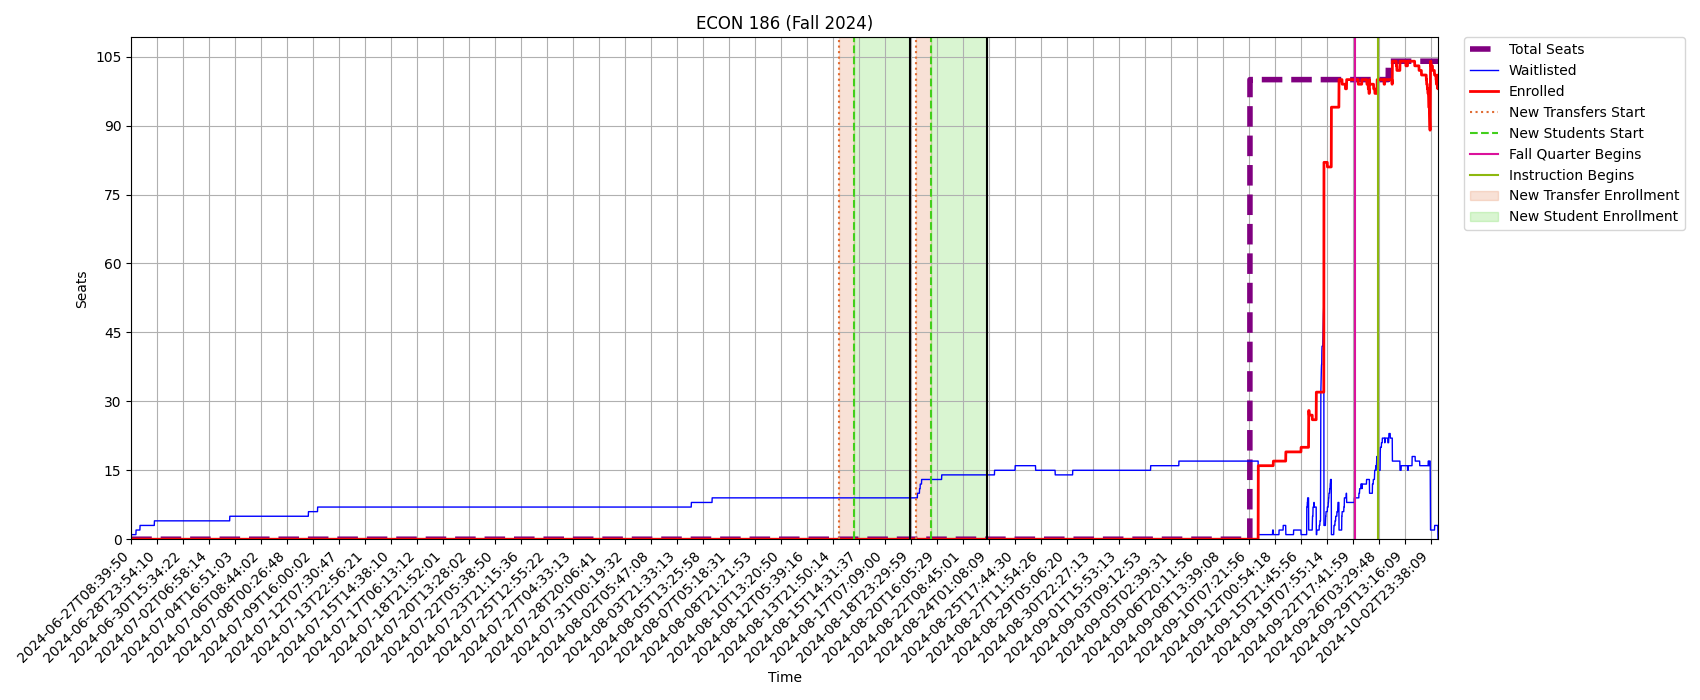 ECON 186 (Fall 2024)
Seats
105
90
75
60
45
30
15
0
Total Seats
Waitlisted
Enrolled
New Transfers Start
New Students Start
Fall Quarter Begins
Instruction Begins
New Transfer Enrollment
New Student Enrollment
2024-06-27T08:39:50
2024-06-28T23:54:10
2024-06-30T15:34:22
2024-07-02T06:58:14
2024-07-04T16:51:03
2024-07-06T08:44:02
2024-07-08T00:26:48
2024-07-09T16:00:02
2024-07-12T07:30:47
2024-07-13T22:56:21
2024-07-15T14:38:10
2024-07-17T06:13:12
2024-07-18T21:52:01
2024-07-20T13:28:02
2024-07-22T05:38:50
2024-07-23T21:15:36
2024-07-25T12:55:22
2024-07-27T04:33:13
2024-07-28T20:06:41
2024-07-31T00:19:32
2024-08-02T05:47:08
2024-08-03T21:33:13
2024-08-05T13:25:58
2024-08-07T05:18:31
2024-08-08T21:21:53
2024-08-10T13:20:50
2024-08-12T04:39:16
2024-08-13T21:50:14
2024-08-15T14:31:37
2024-08-17T07:09:00
2024-08-18T23:29:59
2024-08-20T16:05:29
2024-08-22T08:45:01
2024-08-24T01:08:09
2024-08-25T17:44:30
2024-08-27T11:54:26
2024-08-29T05:06:20
2024-08-30T22:27:13
2024-09-01T15:53:13
2024-09-03T09:12:53
2024-09-05T02:39:31
2024-09-06T20:11:56
2024-09-08T13:39:08
2024-09-10T07:21:56
2024-09-12T00:54:18
2024-09-15T21:45:56
2024-09-19T07:55:14
2024-09-22T17:41:59
2024-09-26T03:29:48
2024-09-29T13:16:09
2024-10-02T23:38:09
Time